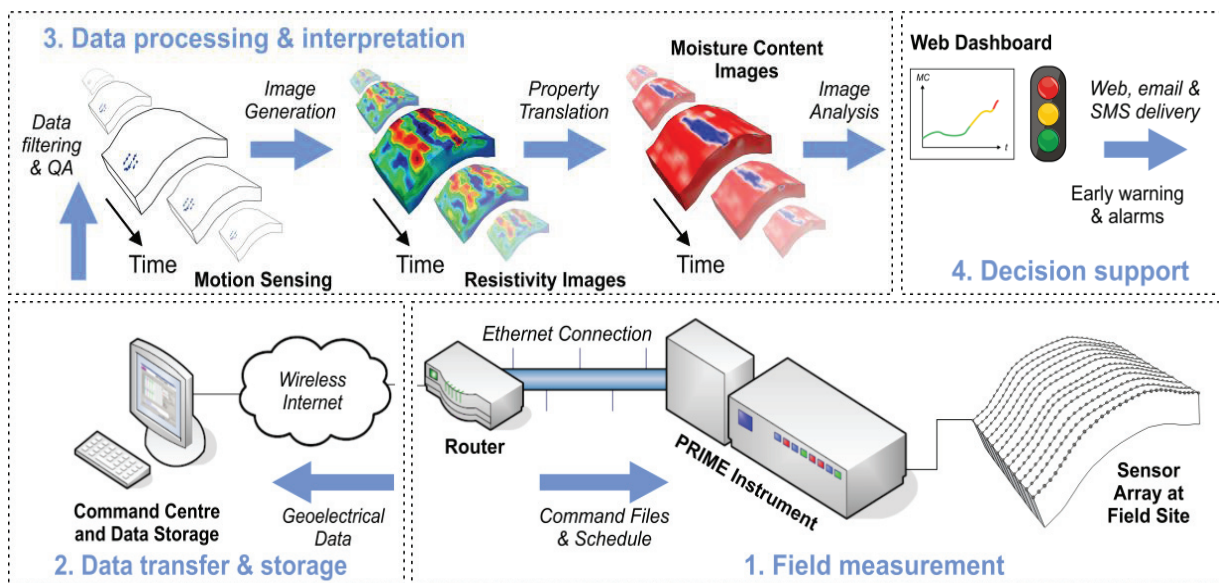 3. Data processing & interpretation
Data
filtering
& QA
Time
Motion Sensing
Image
Generation
Resistivity Images
Property
Translation
Moisture Content
Images
Time
Image
Analysis
Web Dashboard
MC
t
Web, email &
SMS delivery
Early warning
& alarms
4. Decision support
Wireless
Internet
Command Centre
and Data Storage
Geoelectrical
Data
2. Data transfer & storage
Ethernet Connection
Router
Command Files
& Schedule
PRIME Instrument
Sensor
Array at
Field Site
1. Field measurement